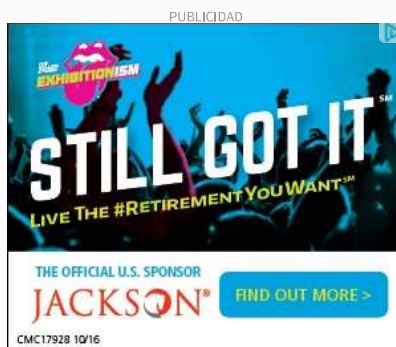 PUBLICIDAD
EXHIBITIONISM
STILL GOT IT℠
LIVE THE #RETIREMENTYOUWANT℠
THE OFFICIAL U.S. SPONSOR
JACKSON®
FIND OUT MORE >
CMC17928 10/16